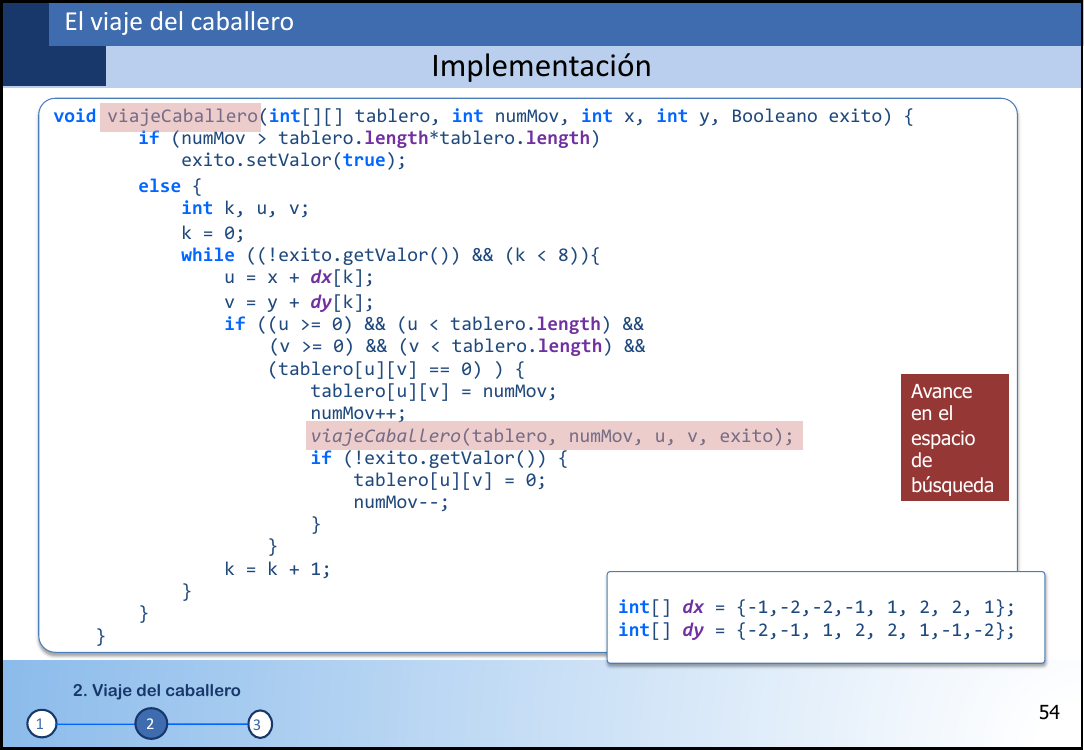 El viaje del caballero
Implementación
void viajeCaballero(int[][] tablero, int numMov, int x, int y, Booleano exito) {
if (numMov > tablero.length*tablero.length)
exito.setValor(true);
else {
int k, u, v;
k = 0;
while ((!exito.getValor()) && (k < 8)){
u = x + dx[k];
v = y + dy[k];
if ((u >= 0) && (u < tablero.length) &&
(v >= 0) && (v < tablero.length) &&
(tablero[u][v] == 0) ) {
tablero[u][v] = numMov;
numMov++;
viajeCaballero(tablero, numMov, u, v, exito);
if (!exito.getValor()) {
tablero[u][v] = 0;
numMov--;
}
}
k = k + 1;
}
}
}
Avance
en el
espacio
de
búsqueda
int[] dx = {-1,-2,-2,-1, 1, 2, 2, 1};
int[] dy = {-2,-1, 1, 2, 2, 1,-1,-2};
2. Viaje del caballero
1 2 3
54